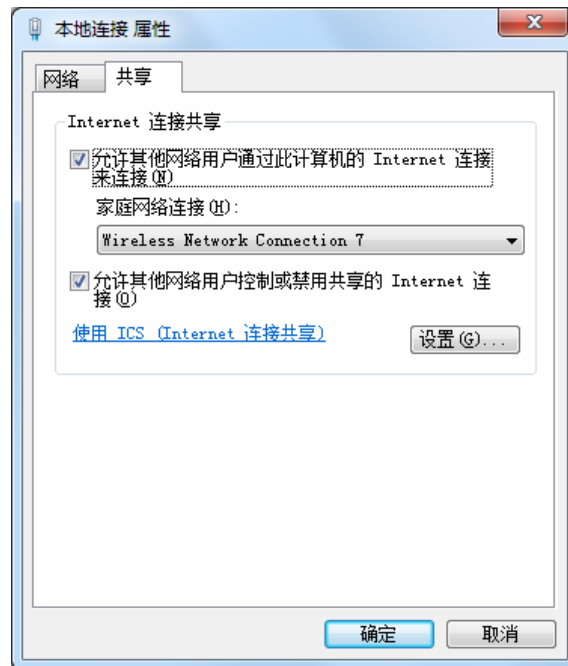 本地连接 属性
网络
共享
Internet 连接共享
允许其他网络用户通过此计算机的 Internet 连接
来连接(N)
家庭网络连接(H):
Wireless Network Connection 7
允许其他网络用户控制或禁用共享的 Internet 连
接(O)
使用 ICS (Internet 连接共享)
设置(G)...
确定
取消